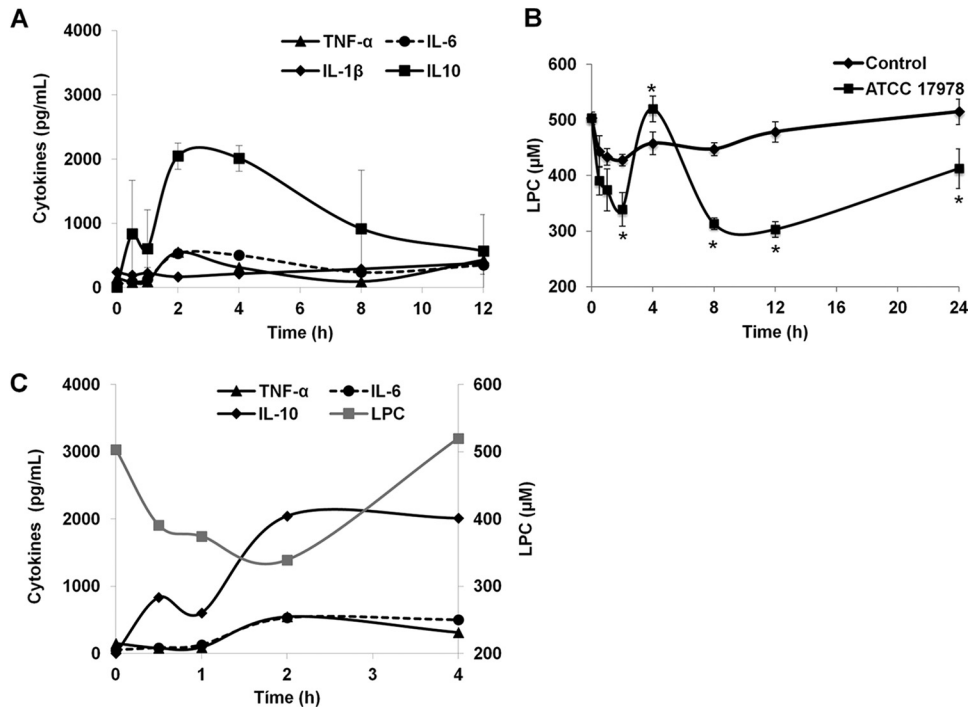 A
4000
3000
2000
1000
0
Cytokines (pg/mL)
TNF-α
IL-6
IL-1β
IL10
0
2
4
6
8
10
12
Time (h)
B
600
500
400
300
200
LPC (μM)
Control
ATCC 17978
*
*
*
*
*
0
4
8
12
16
20
24
Time (h)
C
4000
3000
2000
1000
0
Cytokines (pg/mL)
TNF-α
IL-6
IL-10
LPC
600
500
400
300
200
LPC (μM)
0
1
2
3
4
Tíme (h)